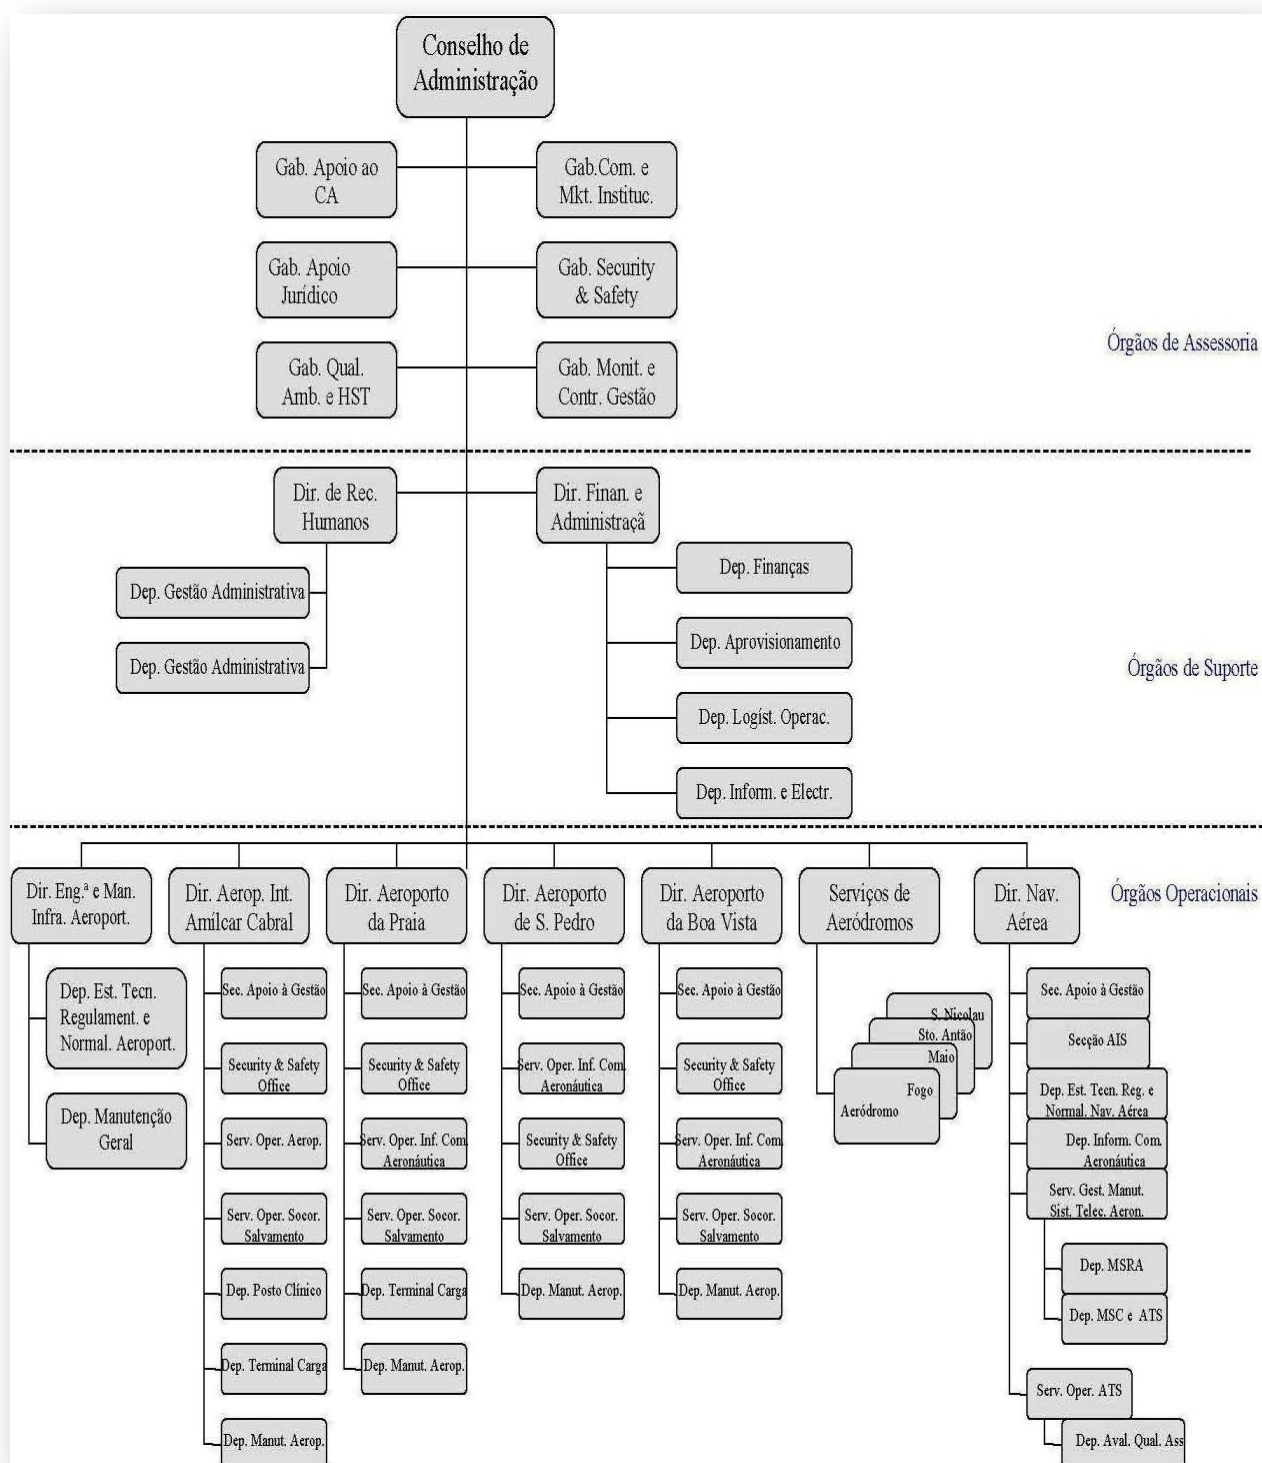 Conselho de
Administração
Gab. Apoio ao
CA
Gab.Com. e
Mkt. Instituc.
Gab. Apoio
Jurídico
Gab. Security
& Safety
Gab. Qual.
Amb. e HST
Gab. Monit. e
Contr. Gestão
Órgãos de Assessoria
Dir. de Rec.
Humanos
Dir. Finan. e
Administraçã
Dep. Gestão Administrativa
Dep. Gestão Administrativa
Dep. Finanças
Dep. Aprovisionamento
Dep. Logíst. Operac.
Dep. Inform. e Electr.
Órgãos de Suporte
Órgãos Operacionais
Dir. Eng.ª e Man.
Infra. Aeroport.
Dep. Est. Tecn.
Regulament. e
Normal. Aeroport.
Dep. Manutenção
Geral
Dir. Aerop. Int.
Amílcar Cabral
Sec. Apoio à Gestão
Security & Safety
Office
Serv. Oper. Aerop.
Serv. Oper. Socor.
Salvamento
Dep. Posto Clínico
Dep. Terminal Carga
Dep. Manut. Aerop.
Dir. Aeroporto
da Praia
Sec. Apoio à Gestão
Security & Safety
Office
Serv. Oper. Inf. Com.
Aeronáutica
Serv. Oper. Socor.
Salvamento
Dep. Terminal Carga
Dep. Manut. Aerop.
Dir. Aeroporto
de S. Pedro
Sec. Apoio à Gestão
Serv. Oper. Inf. Com.
Aeronáutica
Security & Safety
Office
Serv. Oper. Socor.
Salvamento
Dep. Manut. Aerop.
Dir. Aeroporto
da Boa Vista
Sec. Apoio à Gestão
Security & Safety
Office
Serv. Oper. Inf. Com.
Aeronáutica
Serv. Oper. Socor.
Salvamento
Dep. Manut. Aerop.
Serviços de
Aeródromos
S. Nicolau
Sto. Antão
Maio
Fogo
Aeródromo
Dir. Nav.
Aérea
Sec. Apoio à Gestão
Secção AIS
Dep. Est. Tecn. Reg. e
Normal. Nav. Aérea
Dep. Inform. Com.
Aeronáutica
Serv. Gest. Manut.
Sist. Telec. Aeron.
Dep. MSRA
Dep. MSC e ATS
Serv. Oper. ATS
Dep. Aval. Qual. Ass